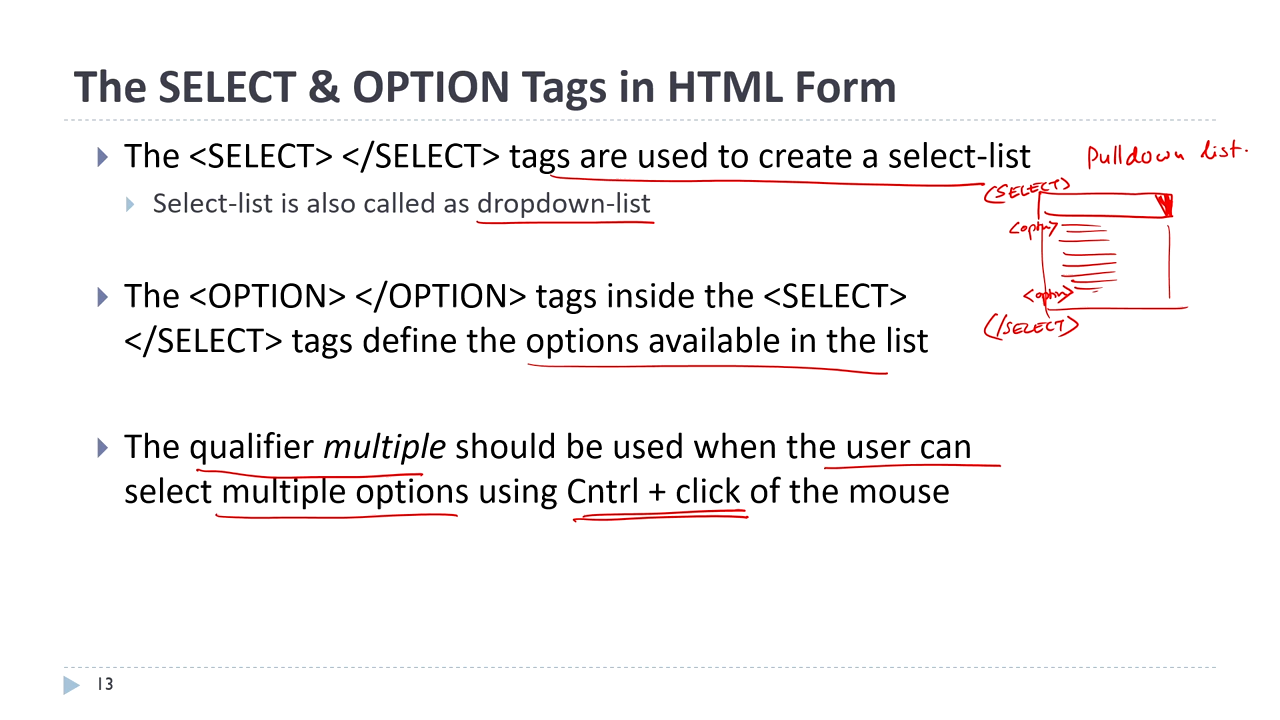 The SELECT & OPTION Tags in HTML Form
The <SELECT> </SELECT> tags are used to create a select-list
Pulldown list.
Select-list is also called as dropdown-list
<SELECT>
<option>
The <OPTION> </OPTION> tags inside the <SELECT>
</SELECT> tags define the options available in the list
<option>
</SELECT>
The qualifier multiple should be used when the user can
select multiple options using Cntrl + click of the mouse
13